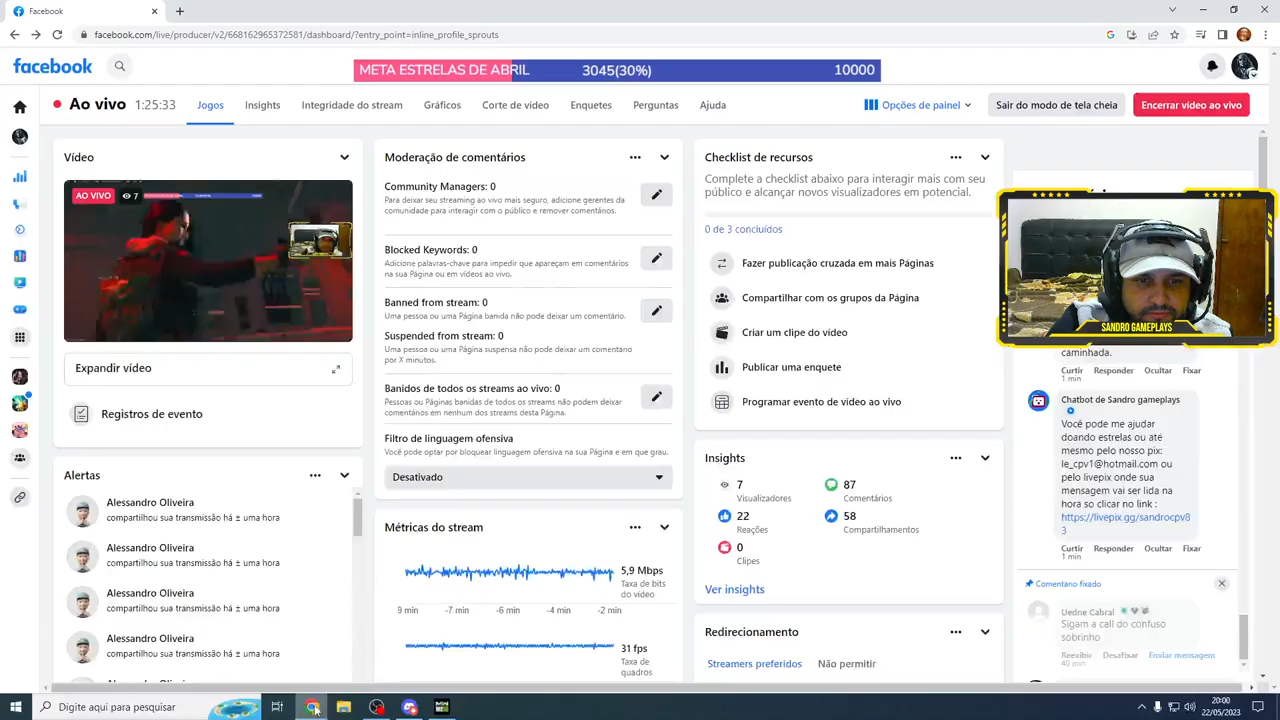 Facebook
facebook.com/live/producer/v2/668162965372581/dashboard/?entry_point=inline_profile_sprouts
facebook
META ESTRELAS DE ABRIL 3045(30%) 10000
Ao vivo 1:25:33 Jogos Insights Integridade do stream Gráficos Corte de vídeo Enquetes Perguntas Ajuda Opções de painel Sair do modo de tela cheia Encerrar vídeo ao vivo
Vídeo
AO VIVO 7
Expandir vídeo
Registros de evento
Alertas
Alessandro Oliveira
compartilhou sua transmissão há ± uma hora
Alessandro Oliveira
compartilhou sua transmissão há ± uma hora
Alessandro Oliveira
compartilhou sua transmissão há ± uma hora
Alessandro Oliveira
compartilhou sua transmissão há ± uma hora
Moderação de comentários
Community Managers: 0
Para deixar seu streaming ao vivo mais seguro, adicione gerentes da
comunidade para interagir com o público e remover comentários.
Blocked Keywords: 0
Adicione palavras-chave para impedir que apareçam em comentários
na sua Página ou em vídeos ao vivo.
Banned from stream: 0
Uma pessoa ou uma Página banida não pode deixar um comentário.
Suspended from stream: 0
Uma pessoa ou uma Página suspensa não pode deixar um comentário
por X minutos.
Banidos de todos os streams ao vivo: 0
Pessoas ou Páginas banidas de todos os streams não podem deixar
comentários em nenhum dos streams desta Página.
Filtro de linguagem ofensiva
Você pode optar por bloquear linguagem ofensiva na sua Página e em que grau.
Desativado
Métricas do stream
5,9 Mbps
Taxa de bits
do vídeo
9 min -7 min -6 min -4 min -2 min
31 fps
Taxa de
quadros
Checklist de recursos
Complete a checklist abaixo para interagir mais com seu
público e alcançar novos visualizadores em potencial.
0 de 3 concluídos
Fazer publicação cruzada em mais Páginas
Compartilhar com os grupos da Página
Criar um clipe do vídeo
Publicar uma enquete
Programar evento de vídeo ao vivo
Insights
7 Visualizadores
87 Comentários
22 Reações
58 Compartilhamentos
0 Clipes
Ver insights
Redirecionamento
Streamers preferidos Não permitir
SANDRO GAMEPLAYS
caminhada.
Curtir Responder Ocultar Fixar
1 min
Chatbot de Sandro gameplays
Você pode me ajudar
doando estrelas ou até
mesmo pelo nosso pix:
le_cpv1@hotmail.com ou
pelo livepix onde sua
mensagem vai ser lida na
hora so clicar no link :
https://livepix.gg/sandrocpv8
3
Curtir Responder Ocultar Fixar
1 min
Comentário fixado
Uedne Cabral
Sigam a call do confuso
sobrinho
Reexibir Desafixar Enviar mensagem
40 min
Digite aqui para pesquisar
20:00
22/05/2023